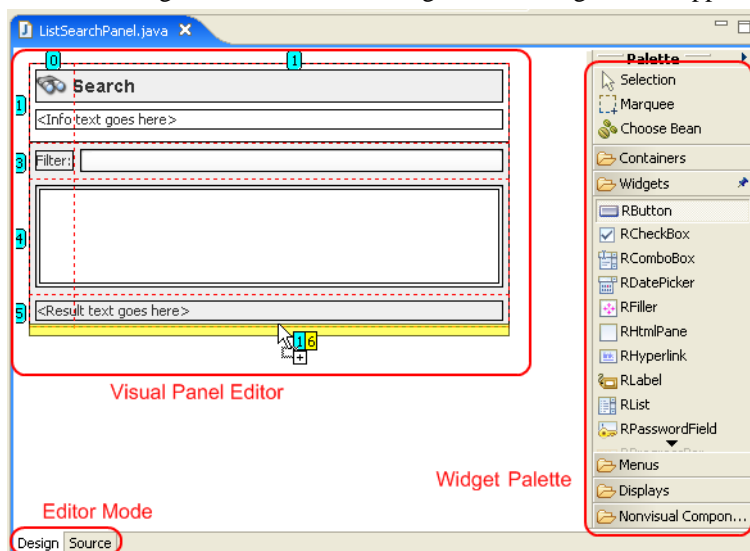 ListSearchPanel.java
0 1
Palette
Search
Selection
1
Marquee
<Info text goes here>
Choose Bean
3 Filter:
Containers
Widgets
RButton
RCheckBox
4
RComboBox
RDatePicker
RFiller
5 <Result text goes here>
RHtmlPane
1 6
RHyperlink
RLabel
Visual Panel Editor
RList
RPasswordField
Menus
Widget Palette
Displays
Editor Mode
Nonvisual Compon...
Design Source